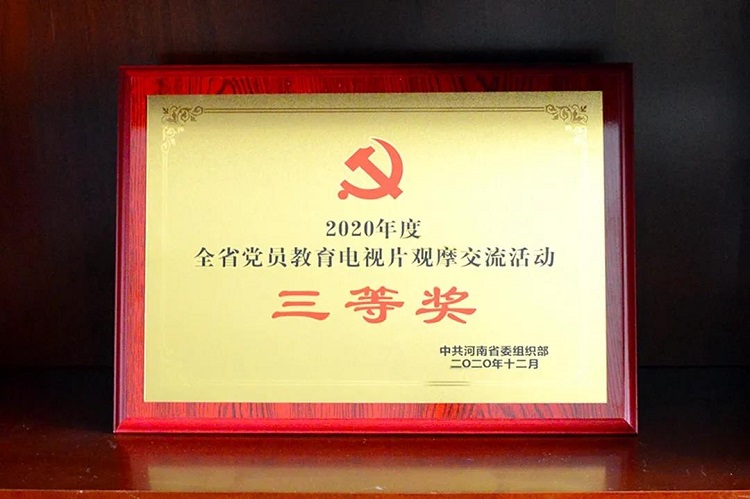 2020年度
全省党员教育电视片观摩交流活动
三等奖
中共河南省委组织部
二〇二〇年十二月